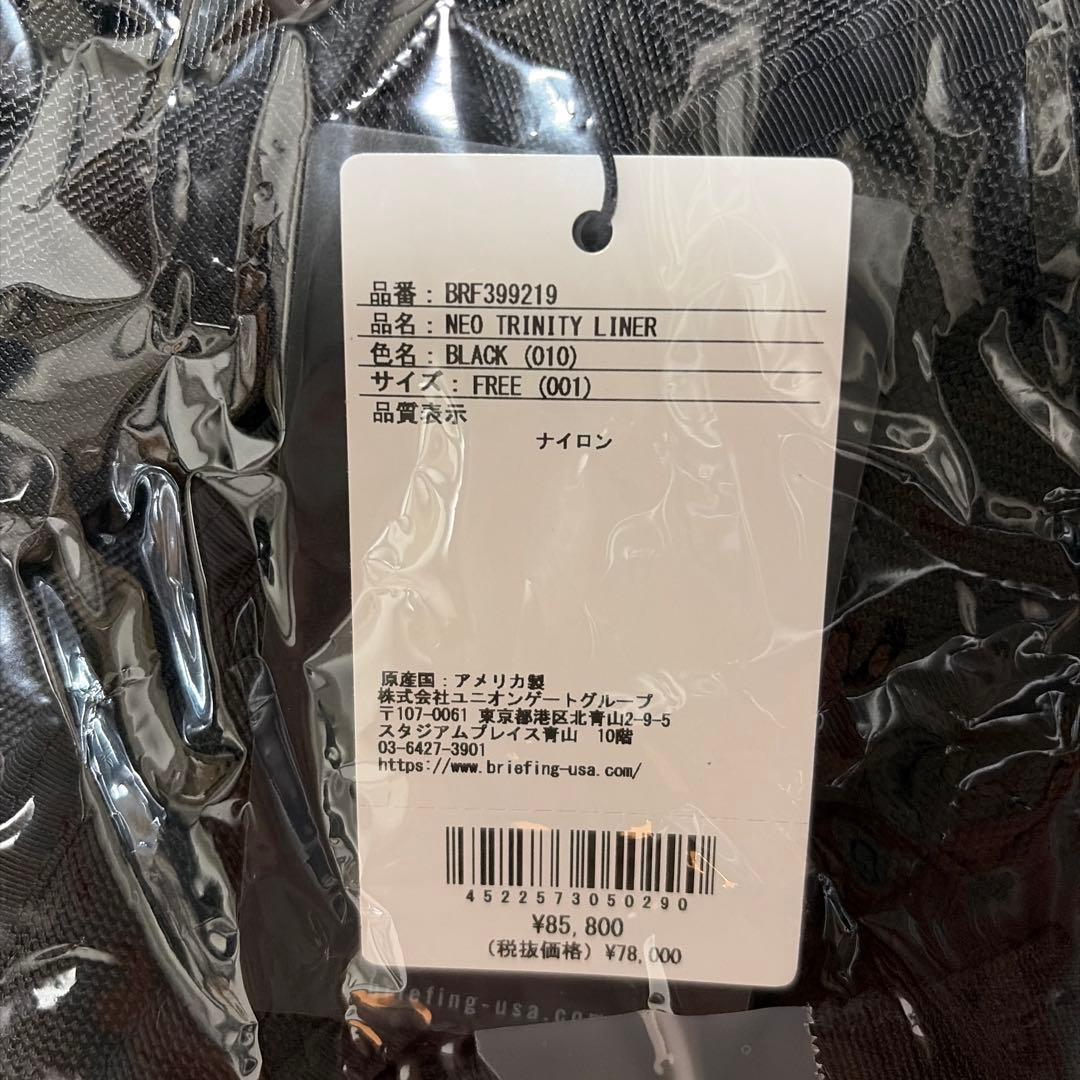 品番：BRF399219
品名：NEO TRINITY LINER
色名：BLACK (010)
サイズ：FREE (001)
品質表示
ナイロン
原産国：アメリカ製
株式会社ユニオンゲートグループ
〒107-0061 東京都港区北青山2-9-5
スタジアムプレイス青山　10階
03-6427-3901
https://www.briefing-usa.com/
4522573050290
¥85,800
(税抜価格) ¥78,000
briefing-usa.com